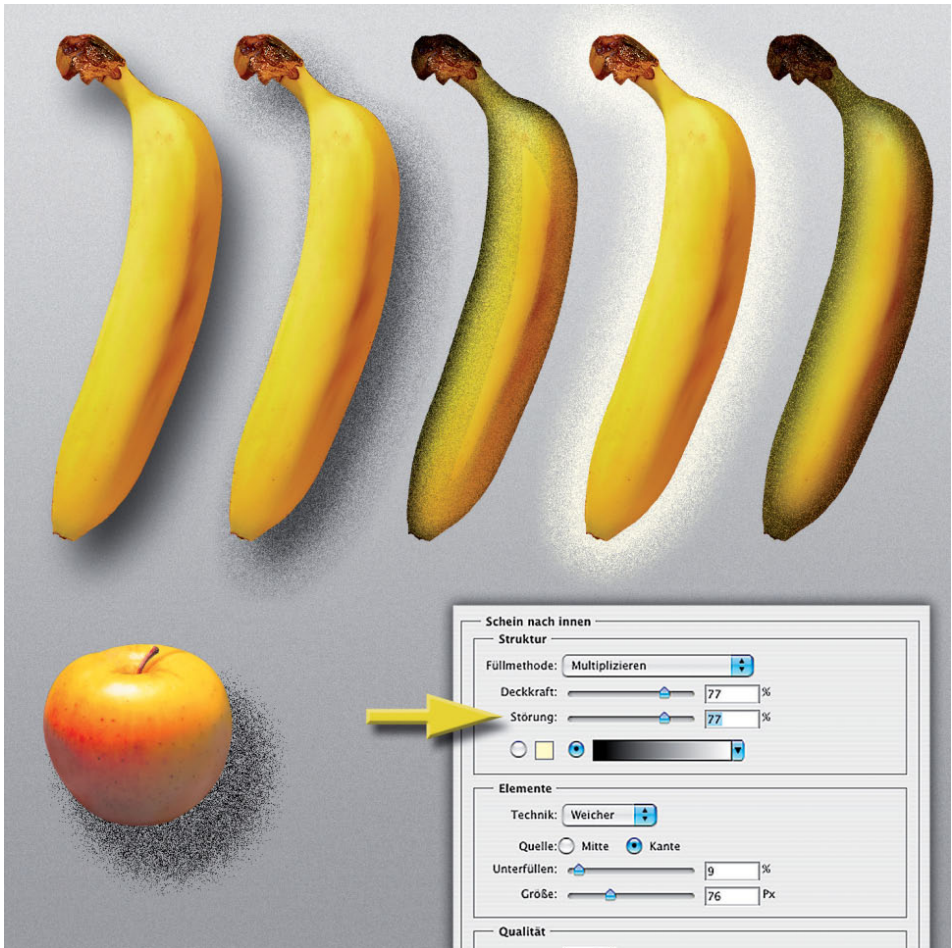 Schein nach innen
Struktur
Füllmethode: Multiplizieren
Deckkraft: 77 %
Störung: 77 %
Elemente
Technik: Weicher
Quelle: Mitte Kante
Unterfüllen: 9 %
Größe: 76 Px
Qualität